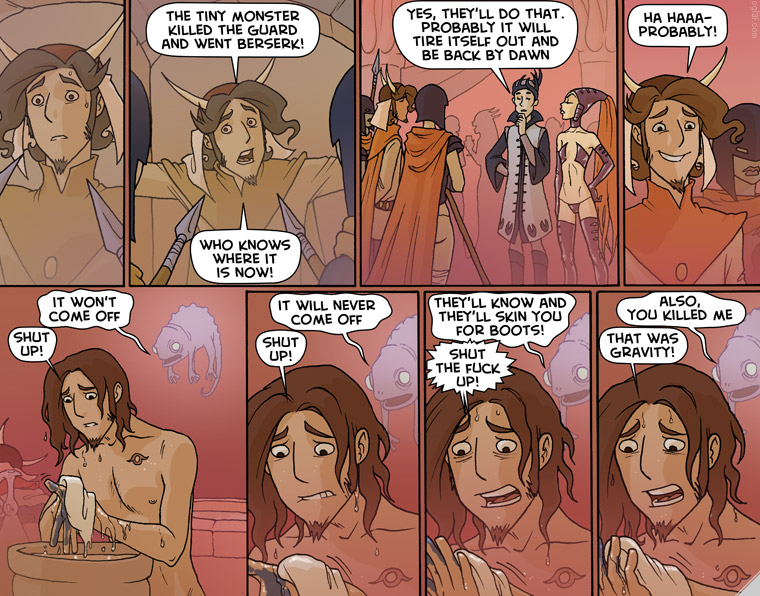 THE TINY MONSTER
KILLED THE GUARD
AND WENT BERSERK!
WHO KNOWS
WHERE IT
IS NOW!
YES, THEY'LL DO THAT.
PROBABLY IT WILL
TIRE ITSELF OUT AND
BE BACK BY DAWN
HA HAAA-
PROBABLY!
IT WON'T
COME OFF
SHUT
UP!
IT WILL NEVER
COME OFF
SHUT
UP!
THEY'LL KNOW AND
THEY'LL SKIN YOU
FOR BOOTS!
SHUT
THE FUCK
UP!
ALSO,
YOU KILLED ME
THAT WAS
GRAVITY!